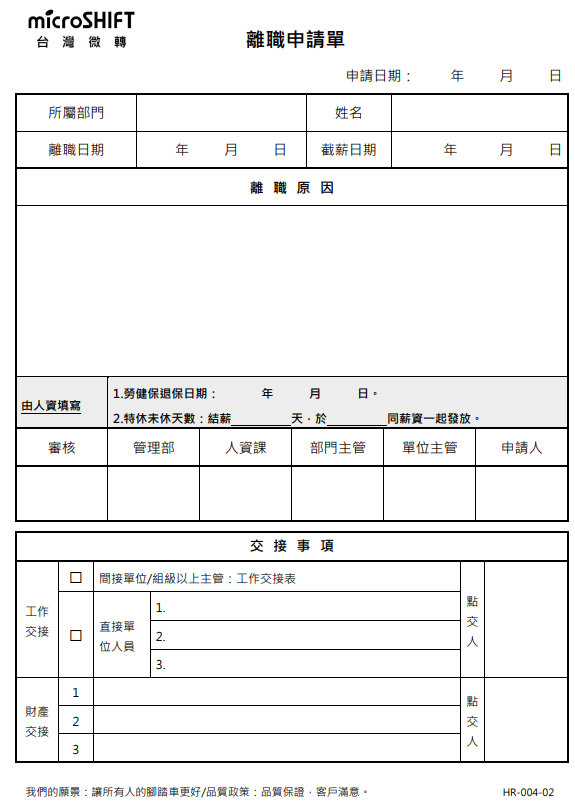 microSHIFT
台灣微轉
離職申請單
申請日期： 年 月 日
所屬部門 姓名
離職日期 年 月 日 截薪日期 年 月 日
離職原因
由人資填寫
1.勞健保退保日期： 年 月 日。
2.特休未休天數：結薪________天，於________同薪資一起發放。
審核 管理部 人資課 部門主管 單位主管 申請人
交接事項
工作交接
☐ 間接單位/組級以上主管：工作交接表
☐ 直接單位人員
1.
2.
3.
點交人
財產交接
1
2
3
點交人
我們的願景：讓所有人的腳踏車更好/品質政策：品質保證，客戶滿意。 HR-004-02